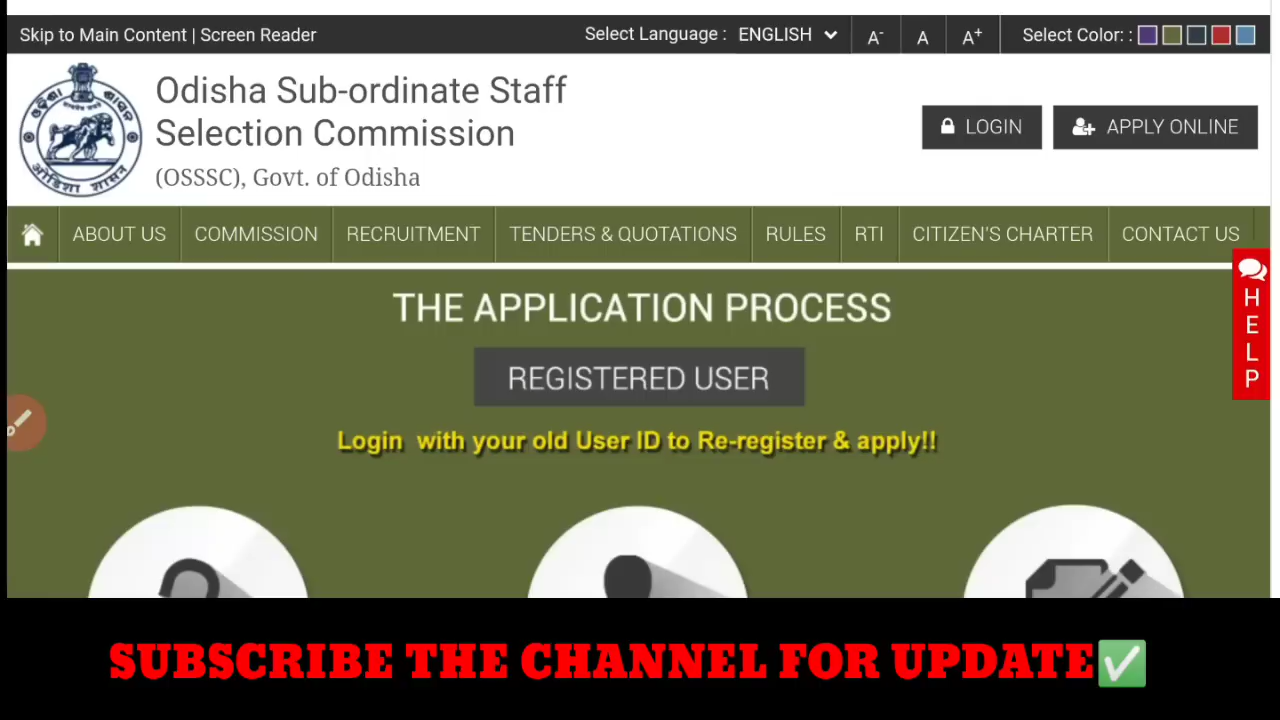 Skip to Main Content | Screen Reader
Select Language : ENGLISH
A-
A
A+
Select Color: :
Odisha Sub-ordinate Staff
Selection Commission
(OSSSC), Govt. of Odisha
ଓଡ଼ିଶା ଶାସନ
LOGIN
APPLY ONLINE
ABOUT US
COMMISSION
RECRUITMENT
TENDERS & QUOTATIONS
RULES
RTI
CITIZEN'S CHARTER
CONTACT US
HELP
THE APPLICATION PROCESS
REGISTERED USER
Login with your old User ID to Re-register & apply!!
SUBSCRIBE THE CHANNEL FOR UPDATE✅